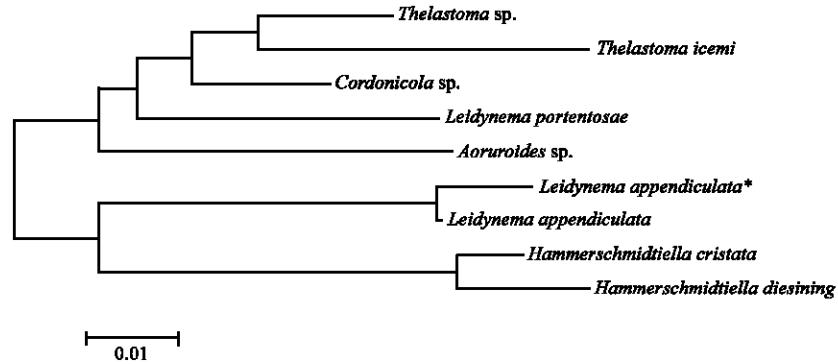 Thelastoma sp.
Thelastoma icemi
Cordonicola sp.
Leidynema portentosae
Aoruroides sp.
Leidynema appendiculata*
Leidynema appendiculata
Hammerschmidtiella cristata
Hammerschmidtiella diesining
0.01